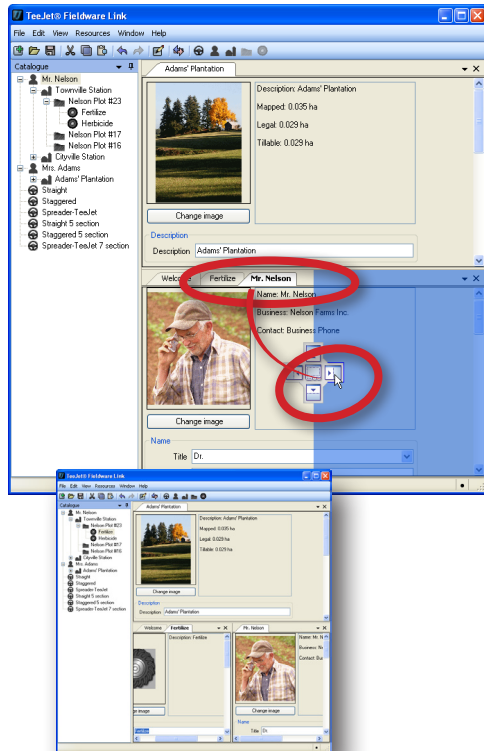 TeeJet® Fieldware Link
File Edit View Resources Window Help
Catalogue
Mr. Nelson
Townville Station
Nelson Plot #23
Fertilize
Herbicide
Nelson Plot #17
Nelson Plot #16
Cityville Station
Mrs. Adams
Adams' Plantation
Straight
Staggered
Spreader-TeeJet
Straight 5 section
Staggered 5 section
Spreader-TeeJet 7 section
Adams' Plantation
Description: Adams' Plantation
Mapped: 0.035 ha
Legal: 0.029 ha
Tillable: 0.029 ha
Change image
Description
Description Adams' Plantation
Welcome Fertilize Mr. Nelson
Name: Mr. Nelson
Business: Nelson Farms Inc.
Contact: Business Phone
Change image
Name
Title Dr.
TeeJet® Fieldware Link
File Edit View Resources Window Help
Catalogue
Mr. Nelson
Townville Station
Nelson Plot #23
Fertilize
Herbicide
Nelson Plot #17
Nelson Plot #16
Cityville Station
Mrs. Adams
Adams' Plantation
Straight
Staggered
Spreader-TeeJet
Straight 5 section
Staggered 5 section
Spreader-TeeJet 7 section
Adams' Plantation
Description: Adams' Plantation
Mapped: 0.035 ha
Legal: 0.029 ha
Tillable: 0.029 ha
Change image
Description
Description Adams' Plantation
Welcome Fertilize
Description: Fertilize
ge image
Fertilize
Mr. Nelson
Name: Mr. N
Business: Ne
Contact: Bus
Change image
Name
Title Dr.